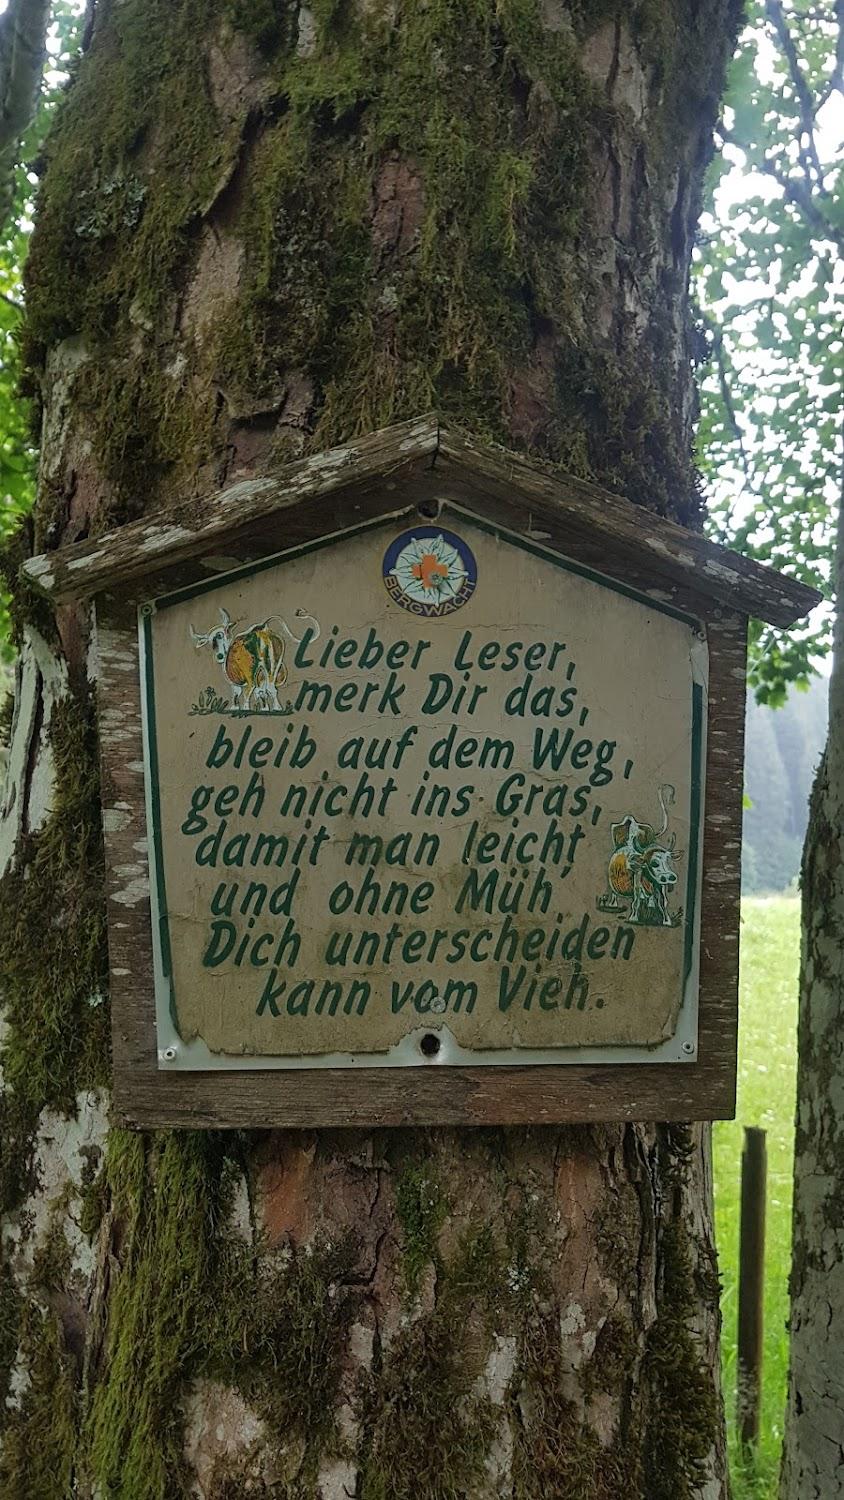 BERGWACHT
Lieber Leser,
merk Dir das,
bleib auf dem Weg,
geh nicht ins Gras,
damit man leicht,
und ohne Müh'
Dich unterscheiden
kann vom Vieh.